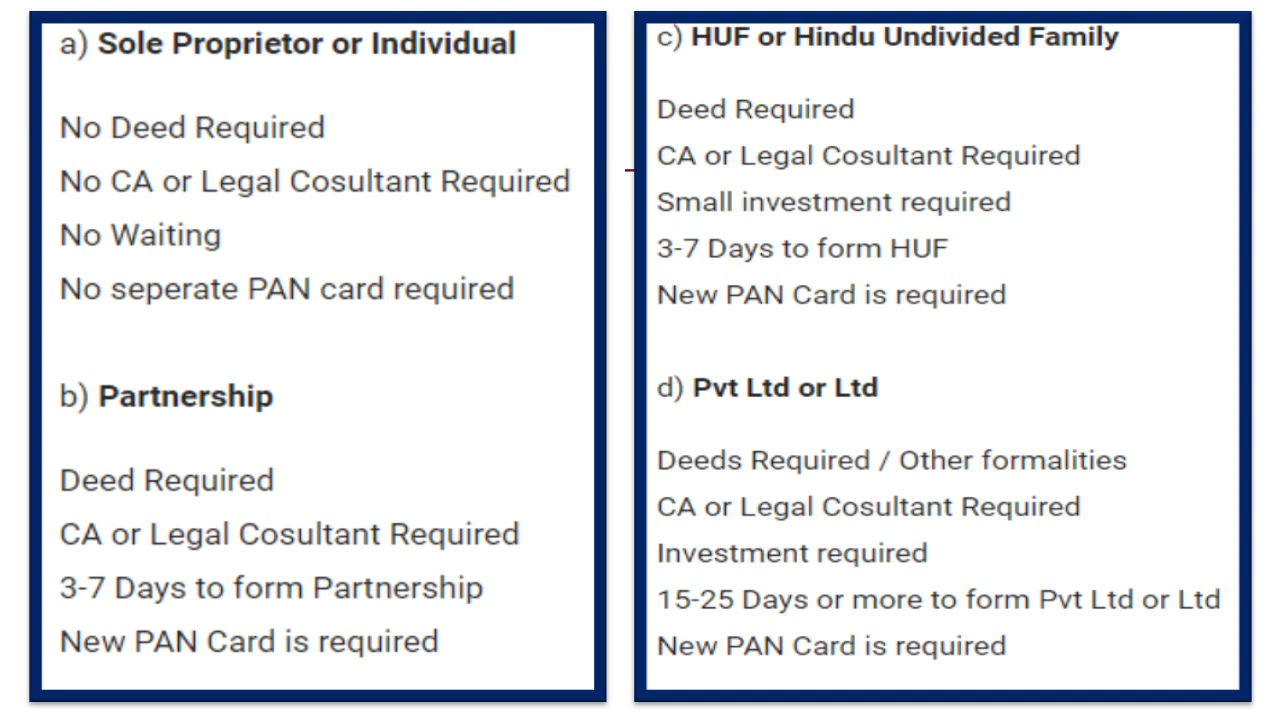 a) Sole Proprietor or Individual
No Deed Required
No CA or Legal Cosultant Required
No Waiting
No seperate PAN card required
b) Partnership
Deed Required
CA or Legal Cosultant Required
3-7 Days to form Partnership
New PAN Card is required
c) HUF or Hindu Undivided Family
Deed Required
CA or Legal Cosultant Required
Small investment required
3-7 Days to form HUF
New PAN Card is required
d) Pvt Ltd or Ltd
Deeds Required / Other formalities
CA or Legal Cosultant Required
Investment required
15-25 Days or more to form Pvt Ltd or Ltd
New PAN Card is required